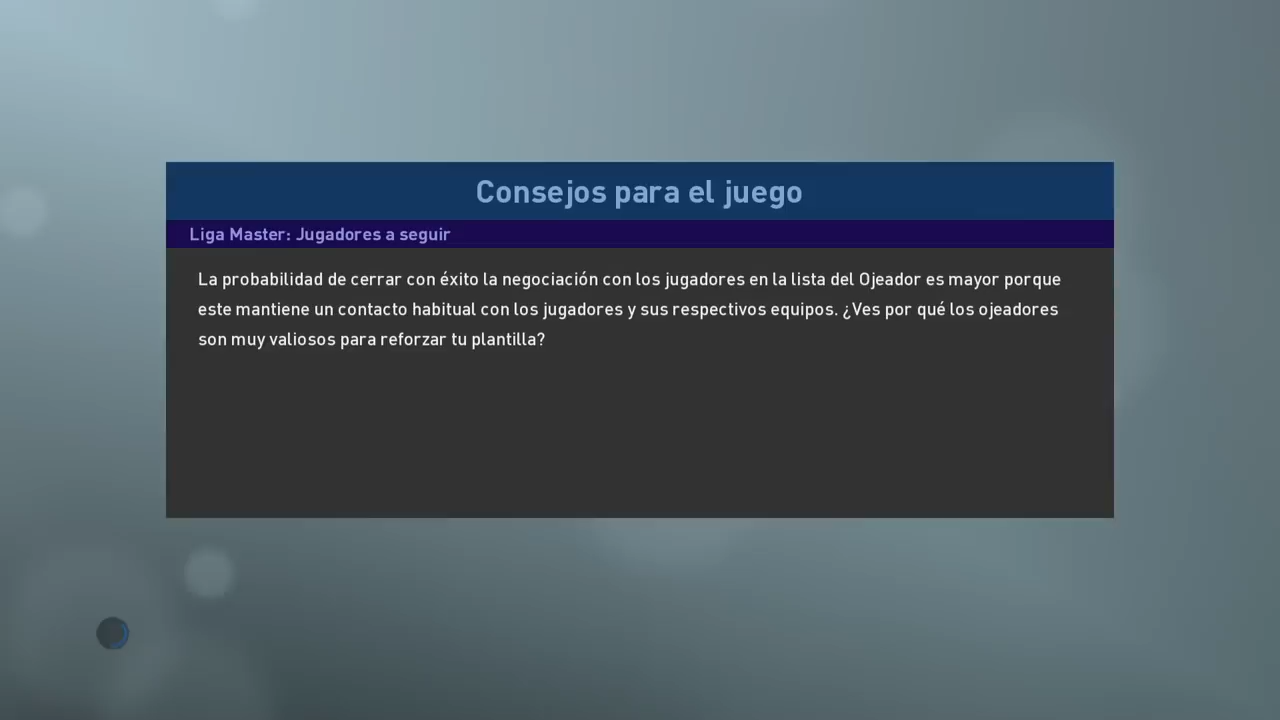 Consejos para el juego
Liga Master: Jugadores a seguir
La probabilidad de cerrar con éxito la negociación con los jugadores en la lista del Ojeador es mayor porque
este mantiene un contacto habitual con los jugadores y sus respectivos equipos. ¿Ves por qué los ojeadores
son muy valiosos para reforzar tu plantilla?